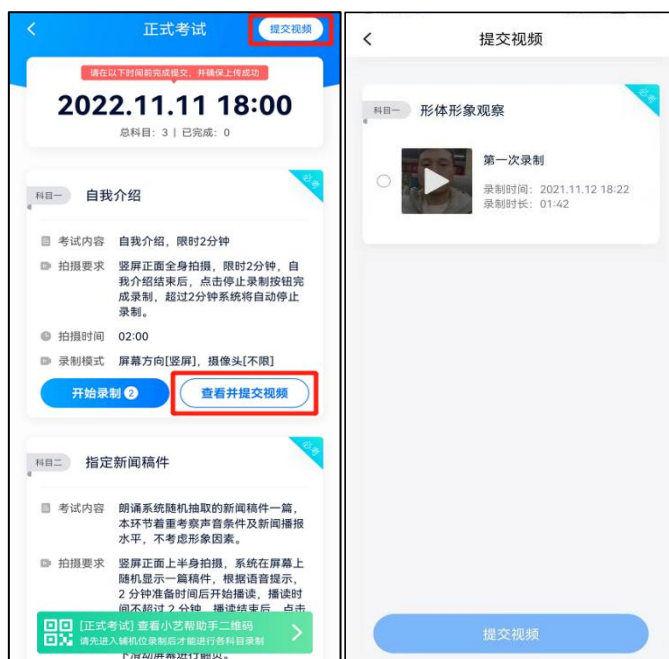 正式考试
提交视频
请在以下时间前完成提交，并确保上传成功
2022.11.11 18:00
总科目：3 | 已完成：0
必考
科目一 自我介绍
考试内容 自我介绍，限时2分钟
拍摄要求 竖屏正面全身拍摄，限时2分钟，自
我介绍结束后，点击停止录制按钮完
成录制，超过2分钟系统将自动停止
录制。
拍摄时间 02:00
录制模式 屏幕方向[竖屏]，摄像头[不限]
开始录制 2
查看并提交视频
必考
科目二 指定新闻稿件
考试内容 朗诵系统随机抽取的新闻稿件一篇，
本环节着重考察声音条件及新闻播报
水平，不考虑形象因素。
拍摄要求 竖屏正面上半身拍摄，系统在屏幕上
随机显示一篇稿件，根据语音提示，
2 分钟准备时间后开始播读，播读时
间不超过 2 分钟，播读结束后，点击
[正式考试] 查看小艺帮助手二维码
请先进入辅机位录制后才能进行各科目录制
下滑动屏幕进行翻页。
提交视频
必考
科目一 形体形象观察
第一次录制
录制时间：2021.11.12 18:22
录制时长：01:42
提交视频